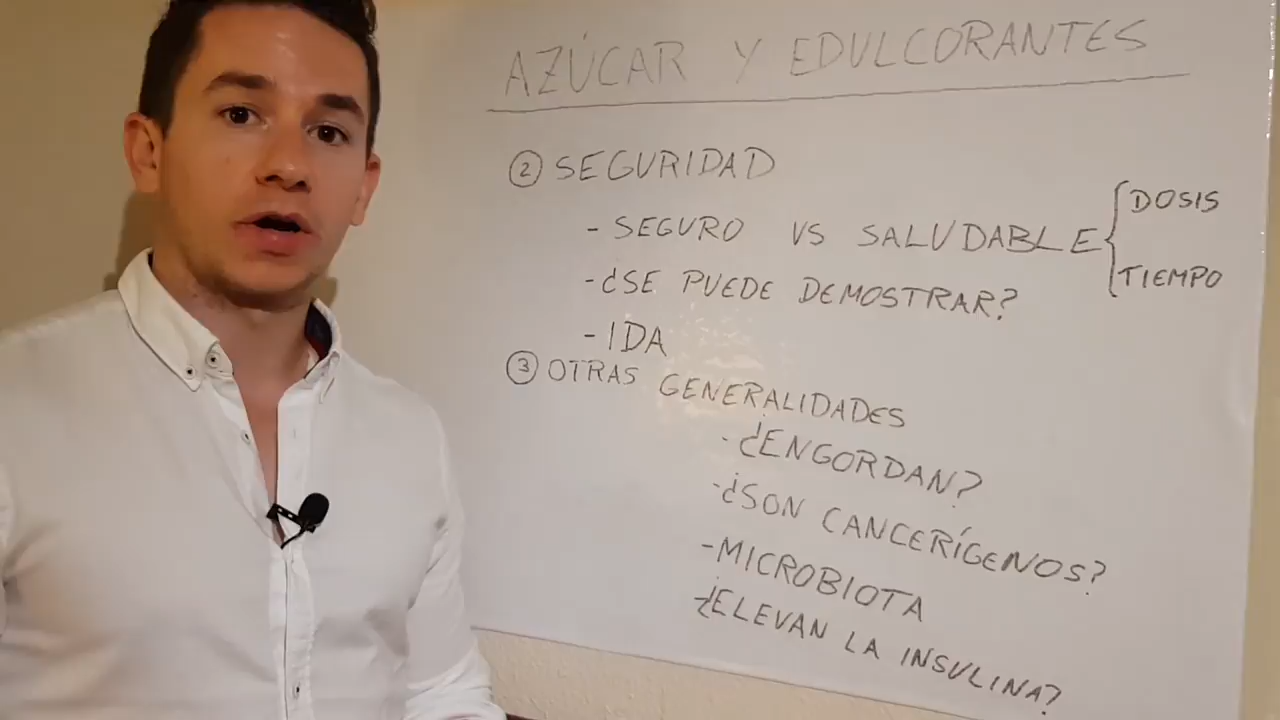 AZÚCAR Y EDULCORANTES
② SEGURIDAD
- SEGURO VS SALUDABLE { DOSIS
TIEMPO
- ¿SE PUEDE DEMOSTRAR?
- IDA
③ OTRAS GENERALIDADES
- ¿ENGORDAN?
- ¿SON CANCERÍGENOS?
- MICROBIOTA
- ¿ELEVAN LA INSULINA?